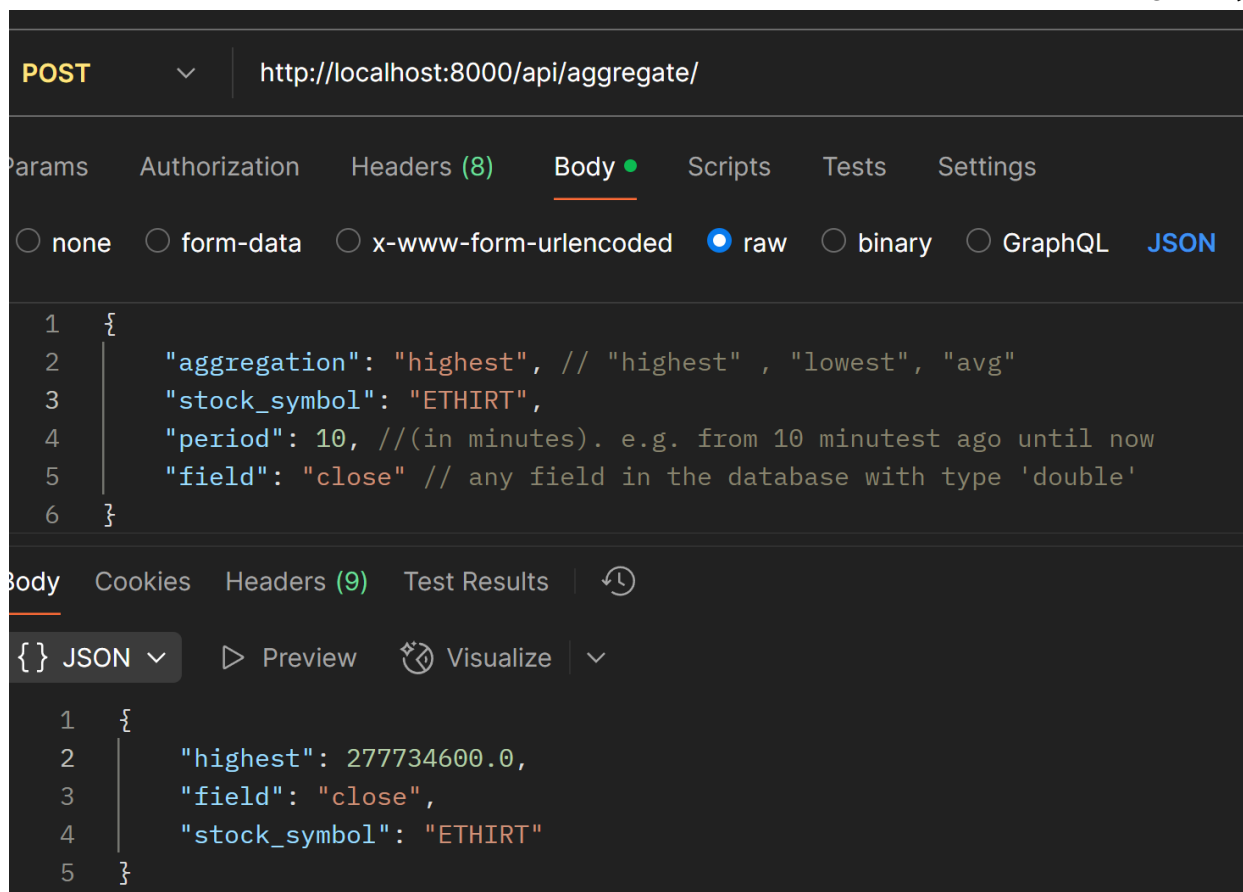 POST http://localhost:8000/api/aggregate/
Params Authorization Headers (8) Body Scripts Tests Settings
none form-data x-www-form-urlencoded raw binary GraphQL JSON
1 {
2 "aggregation": "highest", // "highest" , "lowest", "avg"
3 "stock_symbol": "ETHIRT",
4 "period": 10, //(in minutes). e.g. from 10 minutest ago until now
5 "field": "close" // any field in the database with type 'double'
6 }
Body Cookies Headers (9) Test Results
{} JSON Preview Visualize
1 {
2 "highest": 277734600.0,
3 "field": "close",
4 "stock_symbol": "ETHIRT"
5 }